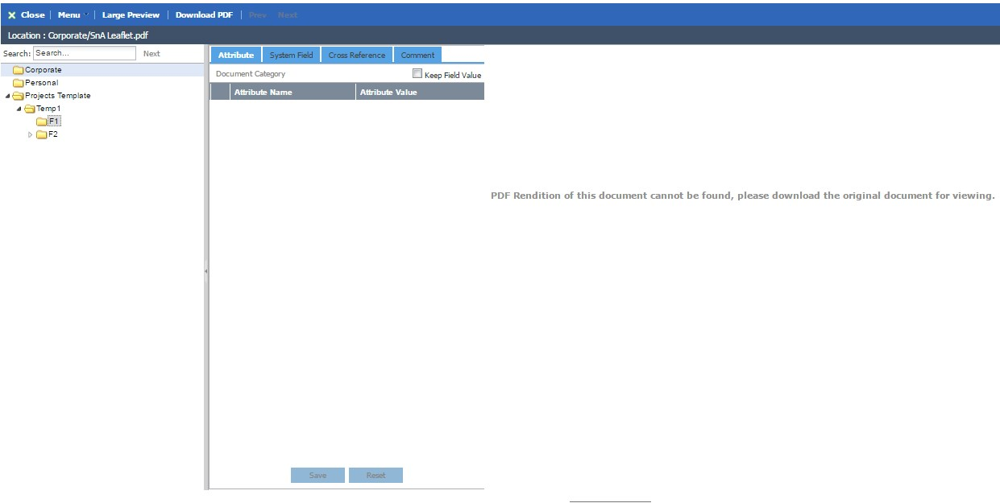 Close Menu Large Preview Download PDF Prev Next
Location : Corporate/SnA Leaflet.pdf
Search: Search... Next
Corporate
Personal
Projects Template
Temp1
F1
F2
Attribute System Field Cross Reference Comment
Document Category Keep Field Value
Attribute Name Attribute Value
PDF Rendition of this document cannot be found, please download the original document for viewing.
Save Reset